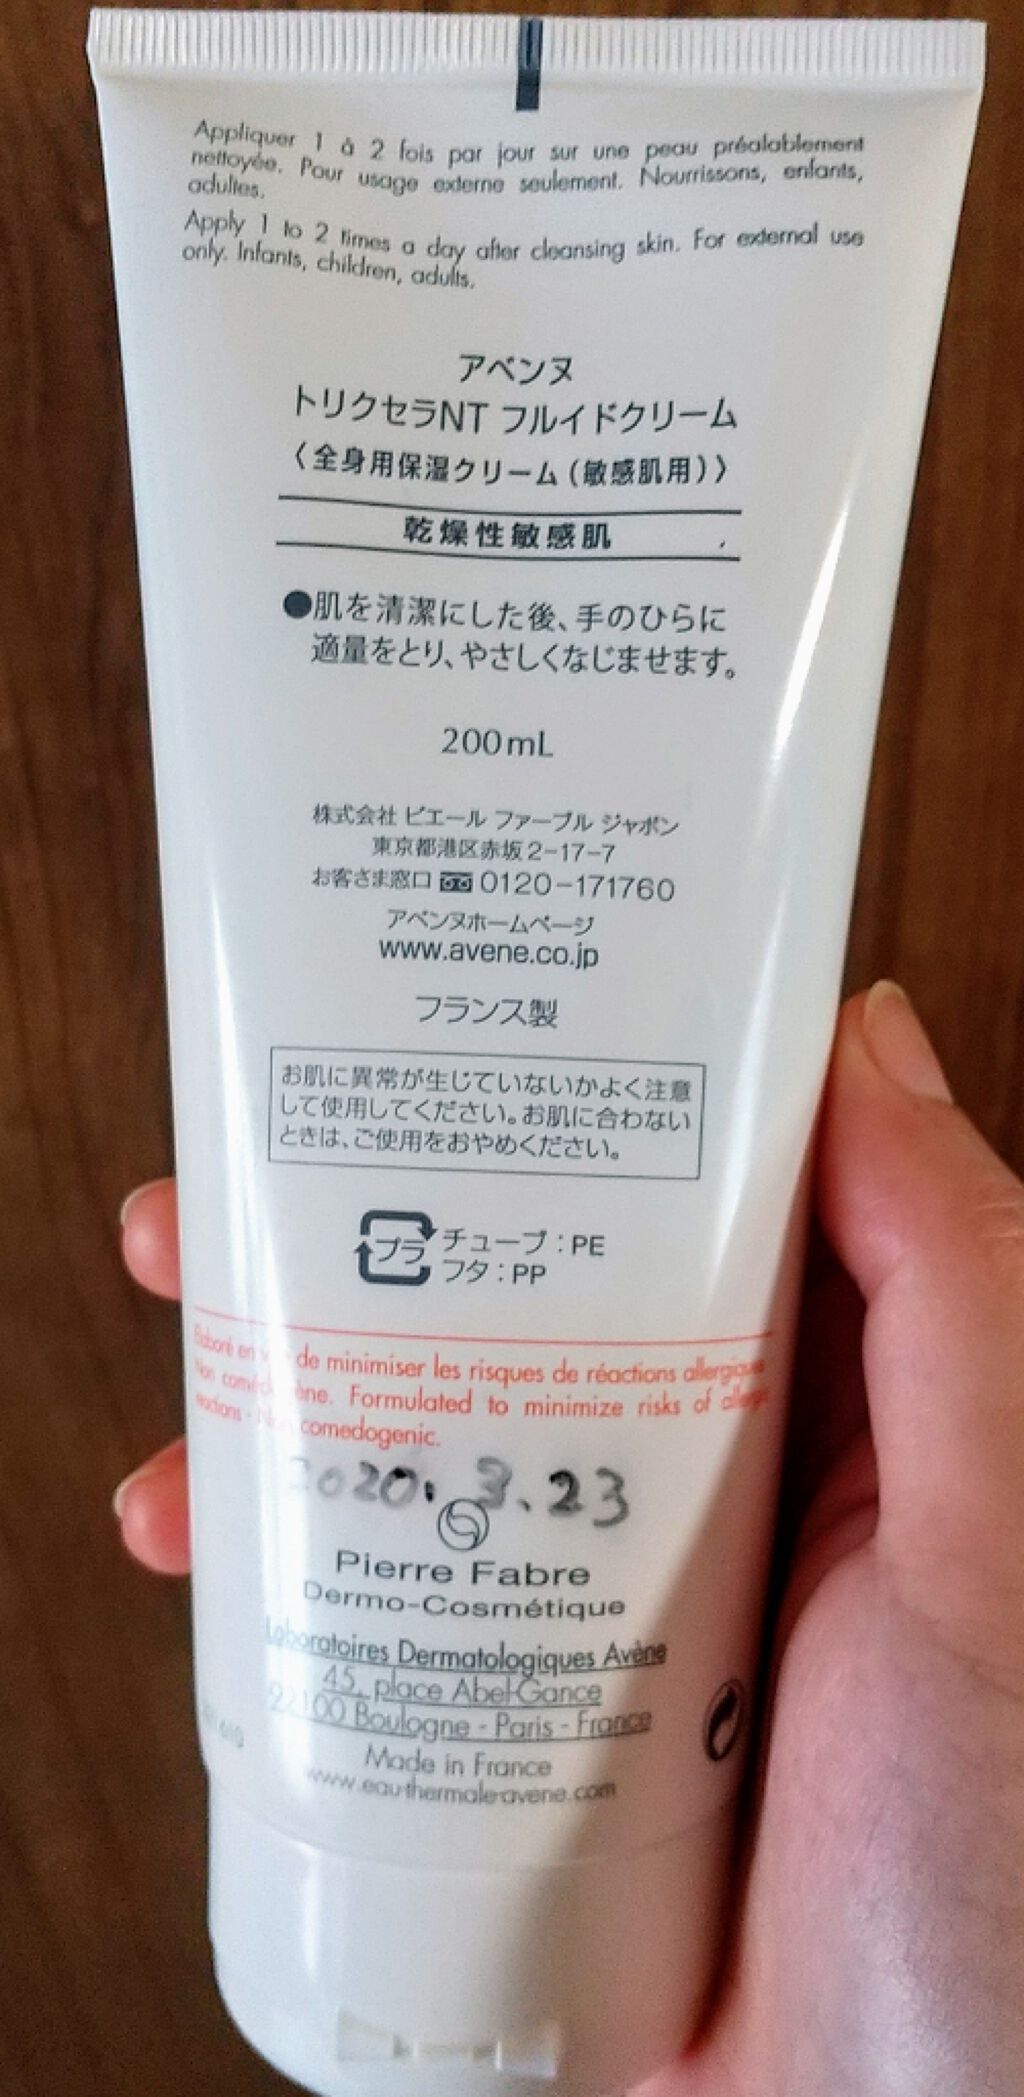 Appliquer 1 à 2 fois par jour sur une peau préalablement
nettoyée. Pour usage externe seulement. Nourrissons, enfants,
adultes.
Apply 1 to 2 times a day after cleansing skin. For external use
only. Infants, children, adults.
アベンヌ
トリクセラNT フルイドクリーム
〈全身用保湿クリーム(敏感肌用)〉
乾燥性敏感肌
●肌を清潔にした後、手のひらに
適量をとり、やさしくなじませます。
200mL
株式会社 ピエール ファーブル ジャポン
東京都港区赤坂2-17-7
お客さま窓口 0120-171760
アベンヌホームページ
www.avene.co.jp
フランス製
お肌に異常が生じていないかよく注意
して使用してください。お肌に合わない
ときは、ご使用をおやめください。
プラ チューブ:PE
フタ:PP
Elaboré en de minimiser les risques de réactions
Non Formulated to minimize risks of
comedogenic.
2020.3.23
Pierre Fabre
Dermo-Cosmétique
Laboratoires Dermatologiques Avène
45, place Abel-Gance
92100 Boulogne - Paris - France
Made in France
www.eau-thermale-avene.com